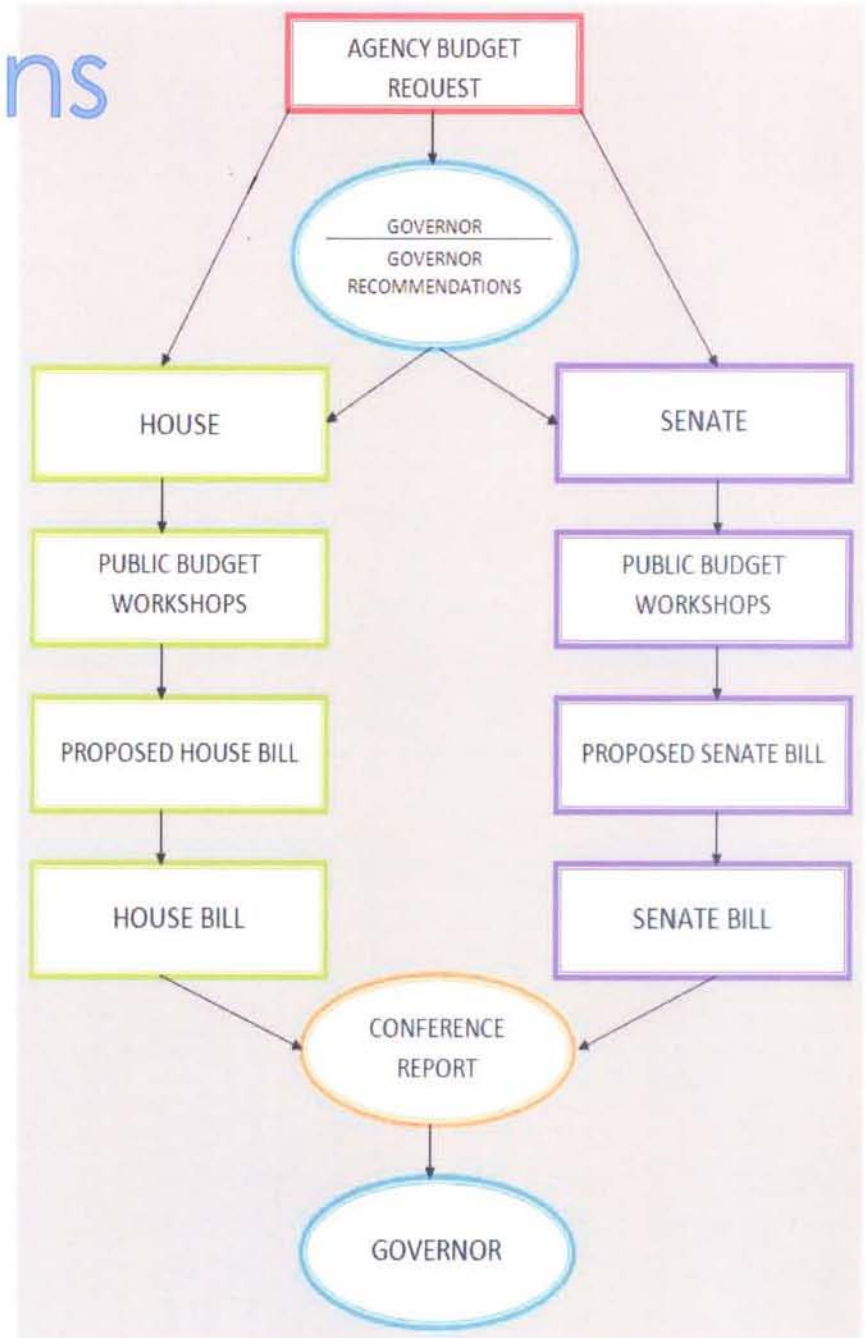 ns
AGENCY BUDGET
REQUEST
GOVERNOR
GOVERNOR
RECOMMENDATIONS
HOUSE
SENATE
PUBLIC BUDGET
WORKSHOPS
PUBLIC BUDGET
WORKSHOPS
PROPOSED HOUSE BILL
PROPOSED SENATE BILL
HOUSE BILL
SENATE BILL
CONFERENCE
REPORT
GOVERNOR